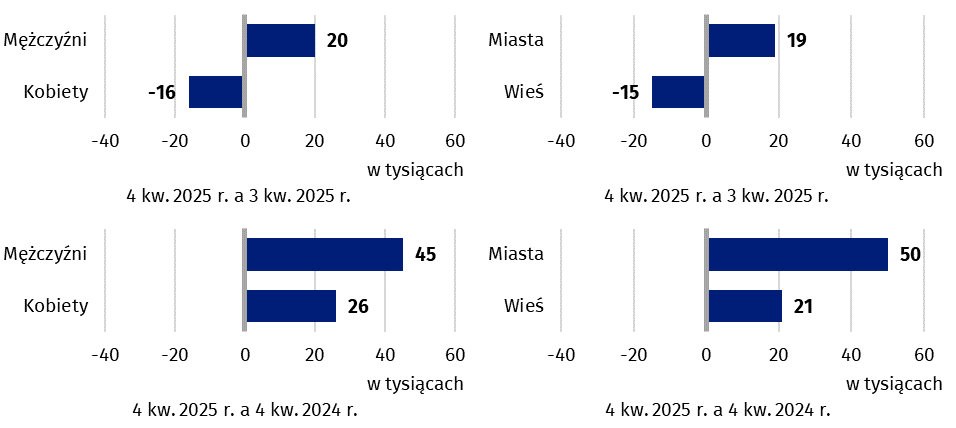 Mężczyźni 20
Kobiety -16
-40 -20 0 20 40 60
w tysiącach
4 kw. 2025 r. a 3 kw. 2025 r.
Miasta 19
Wieś -15
-40 -20 0 20 40 60
w tysiącach
4 kw. 2025 r. a 3 kw. 2025 r.
Mężczyźni 45
Kobiety 26
-40 -20 0 20 40 60
w tysiącach
4 kw. 2025 r. a 4 kw. 2024 r.
Miasta 50
Wieś 21
-40 -20 0 20 40 60
w tysiącach
4 kw. 2025 r. a 4 kw. 2024 r.